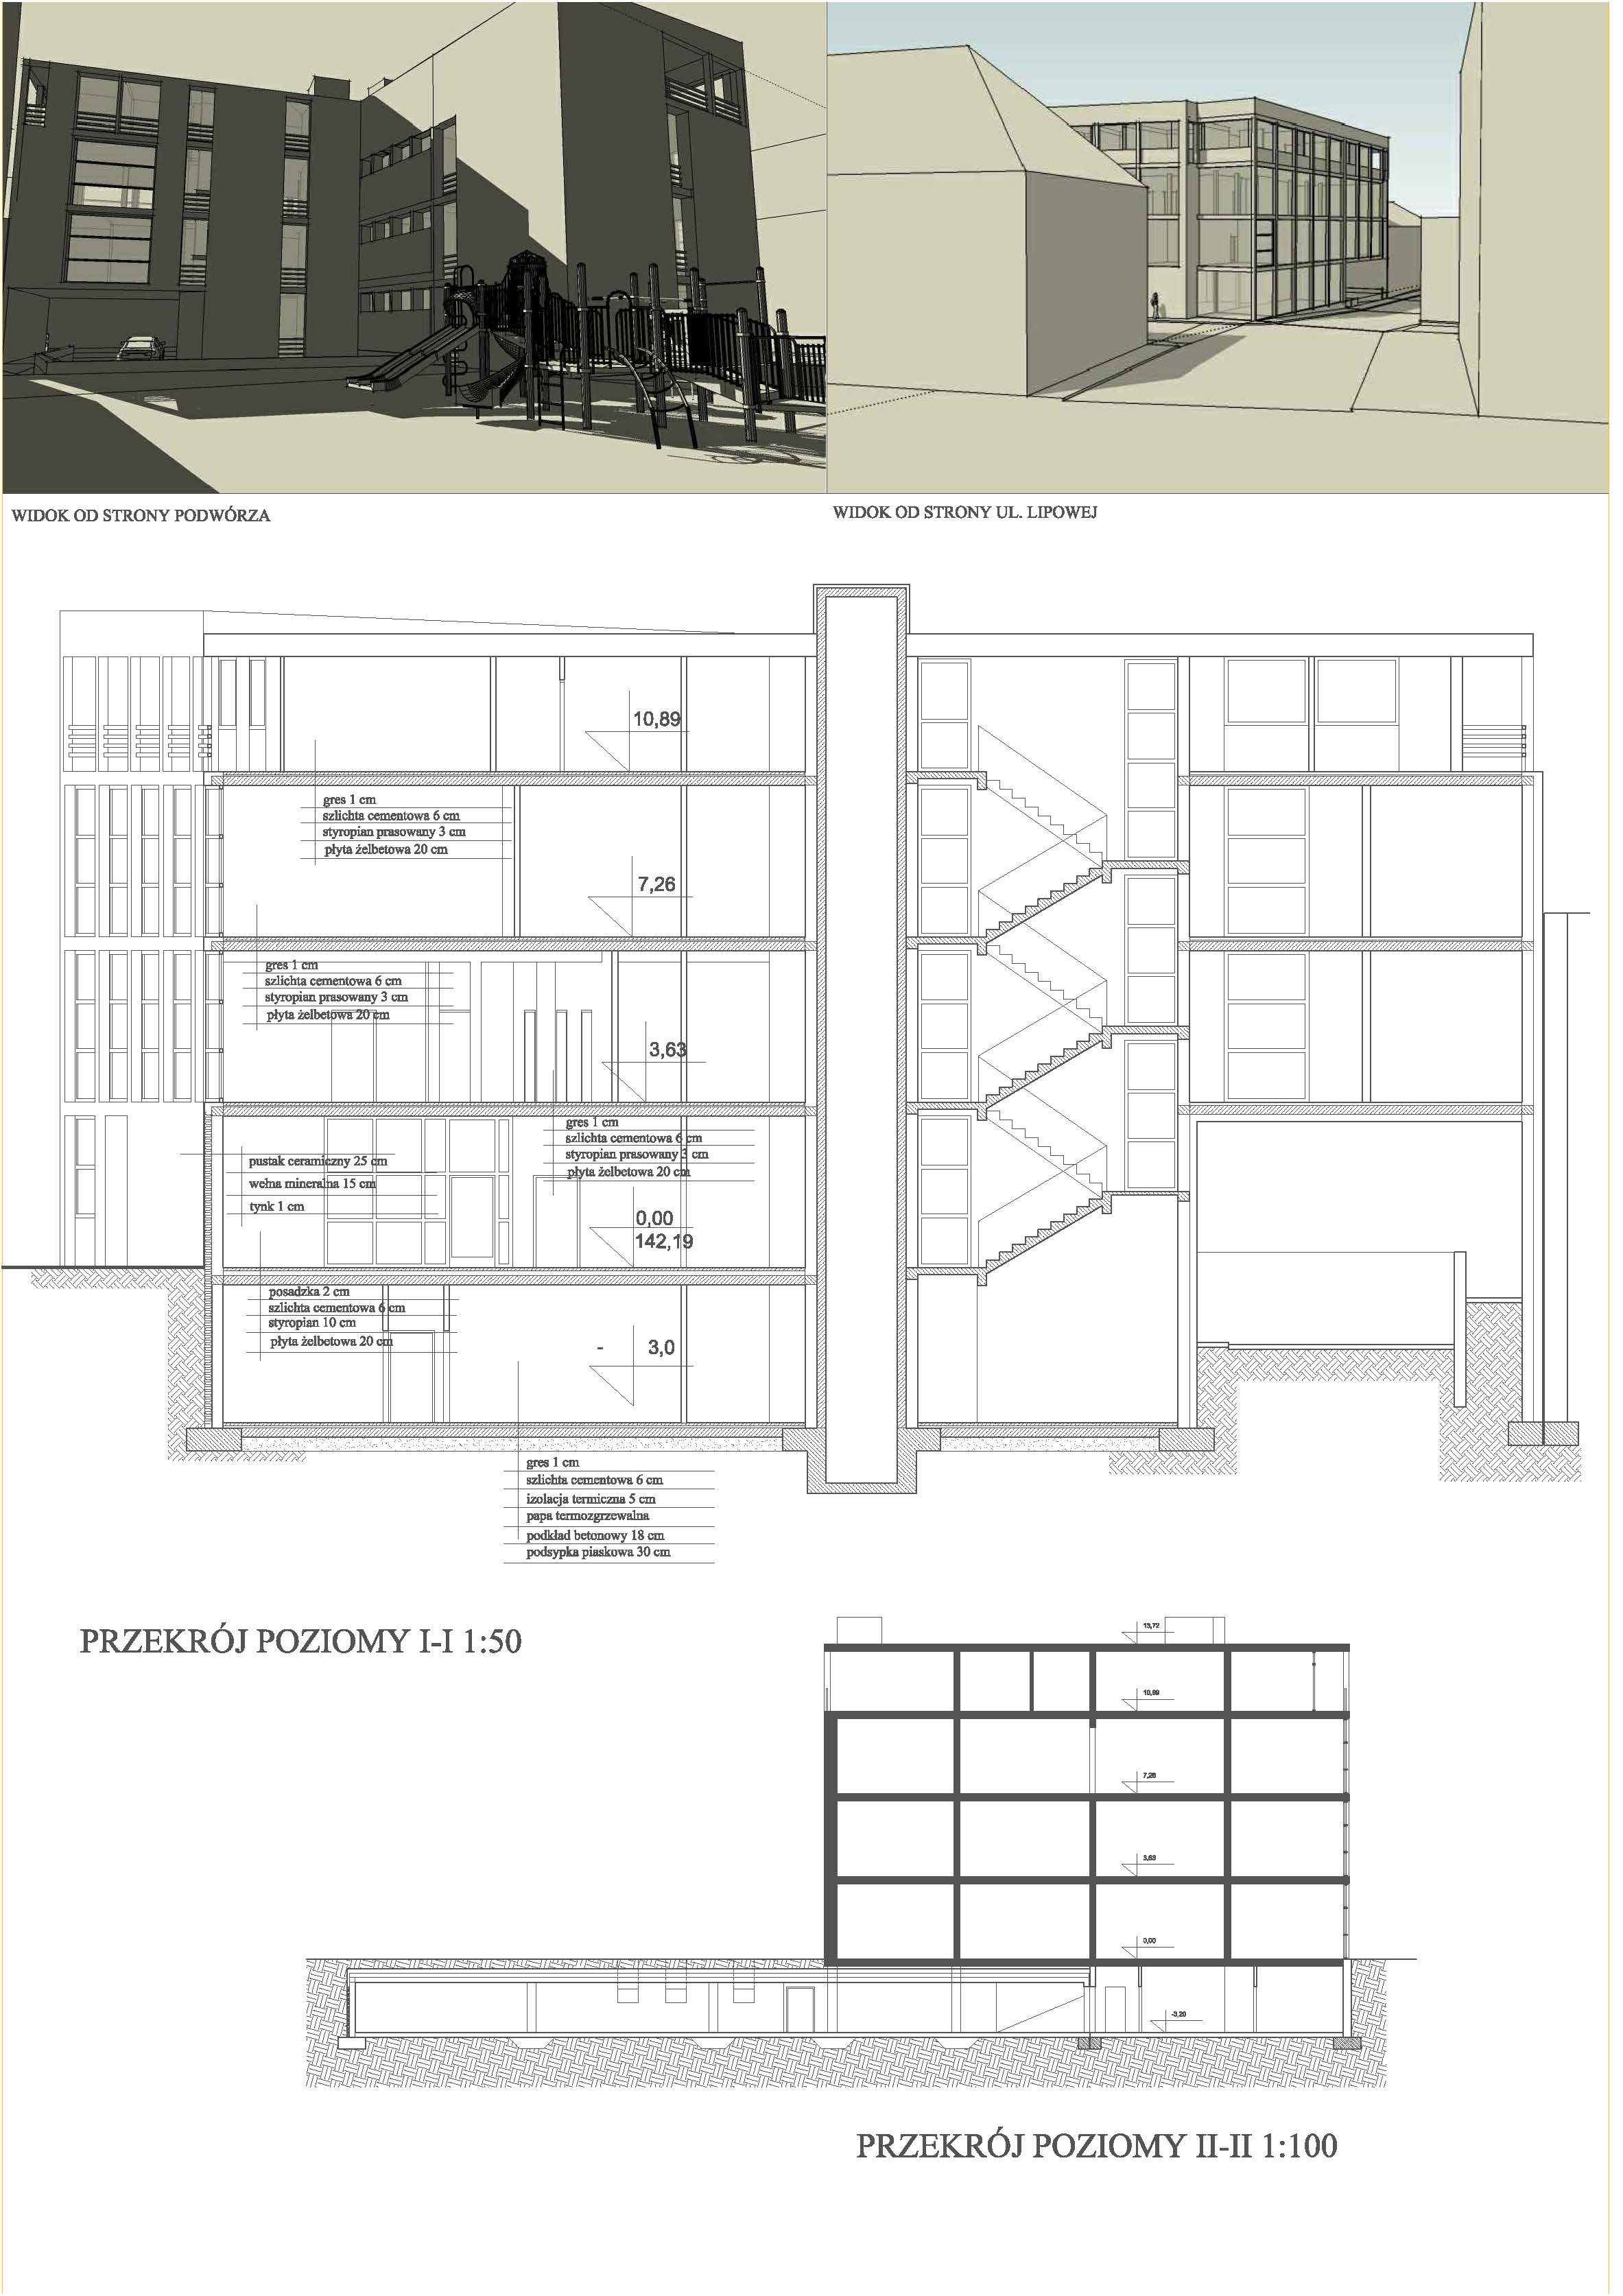 WIDOK OD STRONY PODWÓRZA
WIDOK OD STRONY UL. LIPOWEJ
10,89
gres 1 cm
szlichta cementowa 6 cm
styropian prasowany 3 cm
płyta żelbetowa 20 cm
7,26
gres 1 cm
szlichta cementowa 6 cm
styropian prasowany 3 cm
płyta żelbetowa 20 cm
3,63
gres 1 cm
szlichta cementowa 6 cm
styropian prasowany 3 cm
płyta żelbetowa 20 cm
pustak ceramiczny 25 cm
wełna mineralna 15 cm
tynk 1 cm
0,00
142,19
posadzka 2 cm
szlichta cementowa 6 cm
styropian 10 cm
płyta żelbetowa 20 cm
- 3,0
gres 1 cm
szlichta cementowa 6 cm
izolacja termiczna 5 cm
papa termozgrzewalna
podkład betonowy 18 cm
podsypka piaskowa 30 cm
PRZEKRÓJ POZIOMY I-I 1:50
13,72
10,89
7,26
3,63
0,00
-3,20
PRZEKRÓJ POZIOMY II-II 1:100